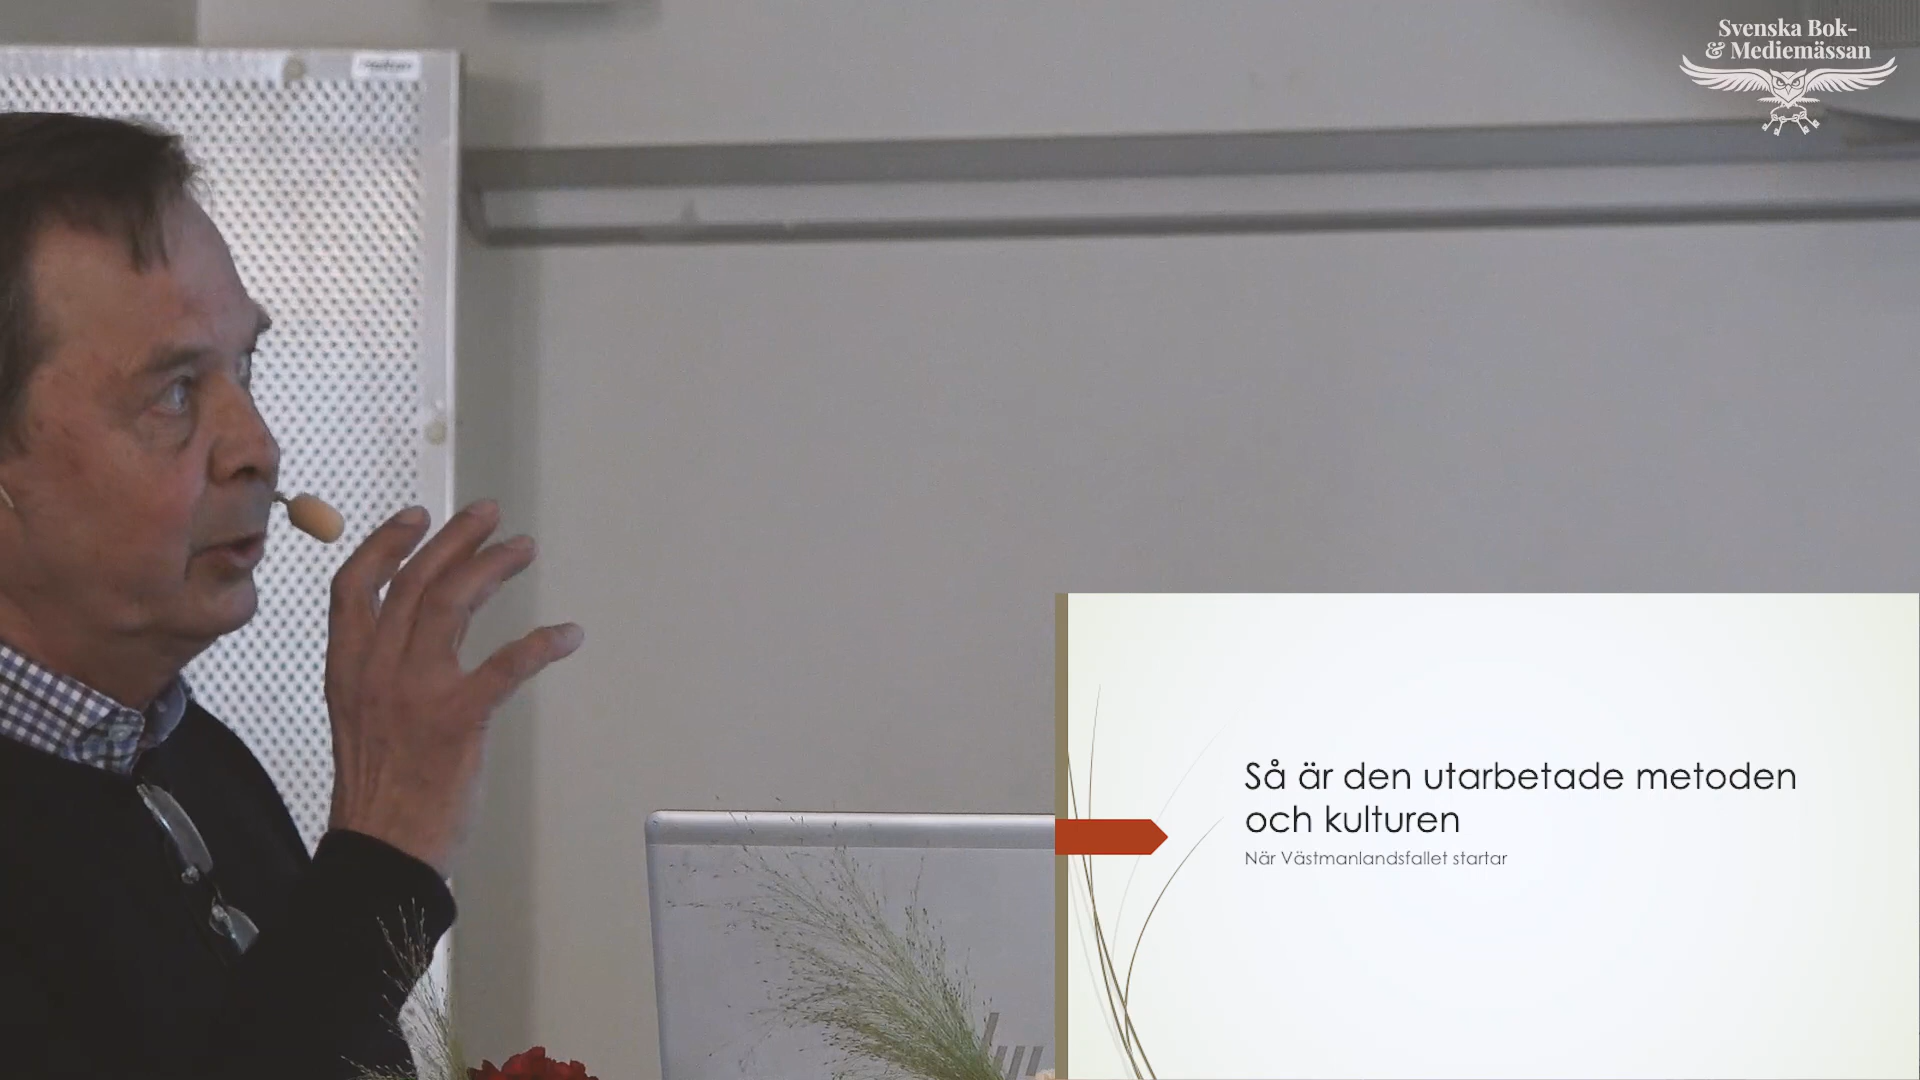 Svenska Bok-
& Mediemässan
Så är den utarbetade metoden
och kulturen
När Västmanlandsfallet startar